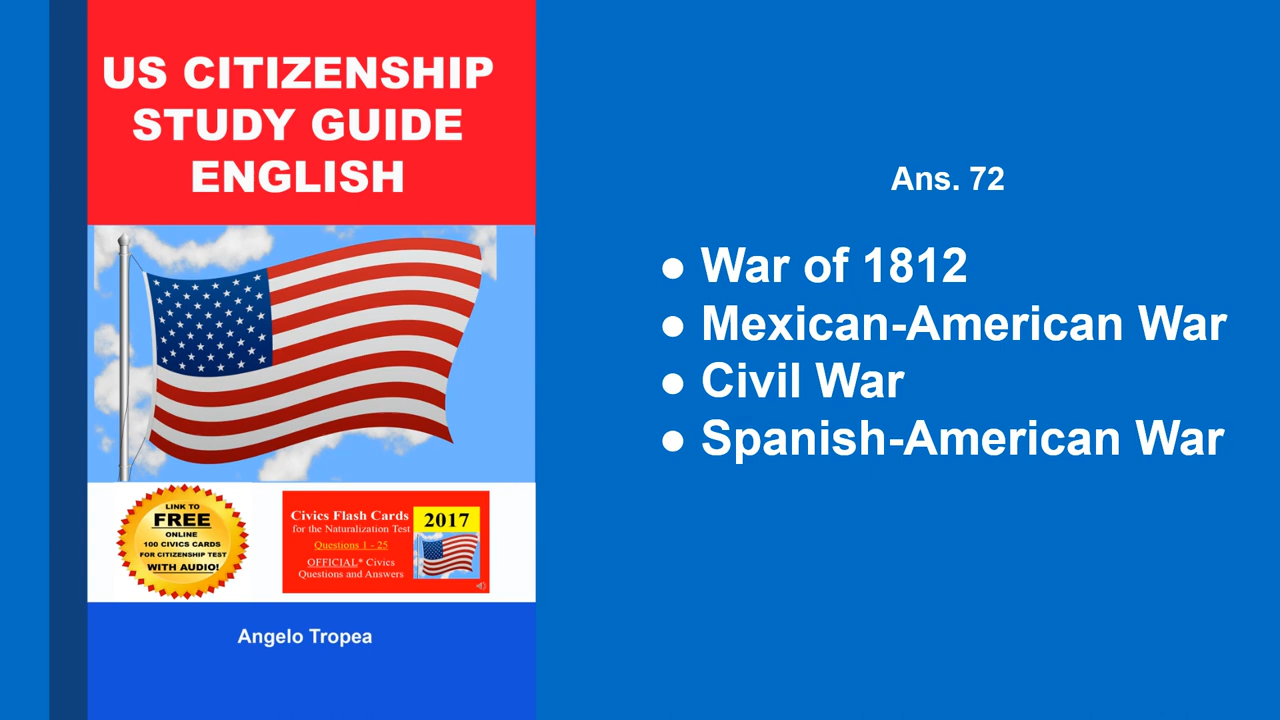 US CITIZENSHIP
STUDY GUIDE
ENGLISH
LINK TO
FREE
ONLINE
100 CIVICS CARDS
FOR CITIZENSHIP TEST
WITH AUDIO!
Civics Flash Cards
for the Naturalization Test
Questions 1 - 25
OFFICIAL* Civics
Questions and Answers
2017
Angelo Tropea
Ans. 72
● War of 1812
● Mexican-American War
● Civil War
● Spanish-American War